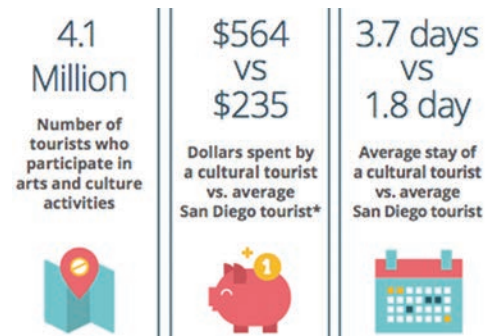 4.1
Million
Number of
tourists who
participate in
arts and culture
activities
$564
VS
$235
Dollars spent by
a cultural tourist
vs. average
San Diego tourist*
1
3.7 days
VS
1.8 day
Average stay of
a cultural tourist
vs. average
San Diego tourist